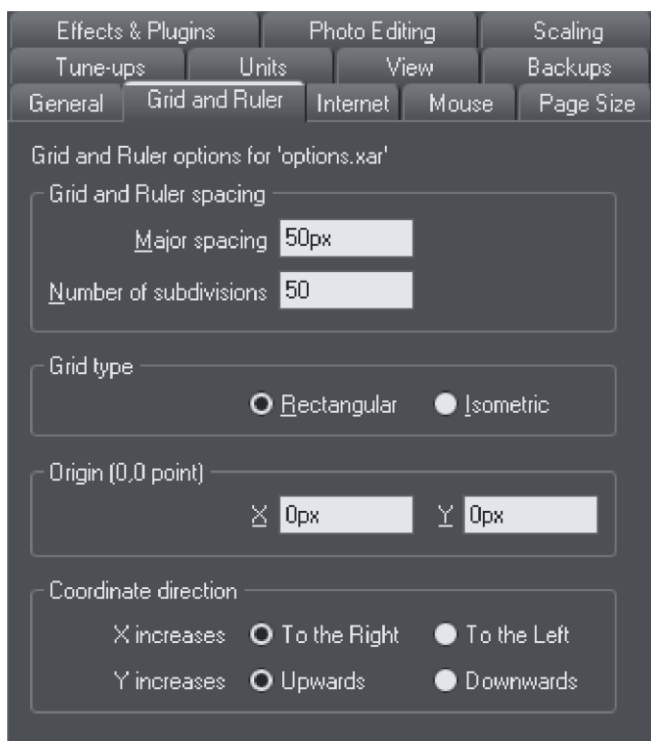 Effects & Plugins Photo Editing Scaling
Tune-ups Units View Backups
General Grid and Ruler Internet Mouse Page Size
Grid and Ruler options for 'options.xar'
Grid and Ruler spacing
Major spacing 50px
Number of subdivisions 50
Grid type
Rectangular Isometric
Origin (0,0 point)
X 0px Y 0px
Coordinate direction
X increases To the Right To the Left
Y increases Upwards Downwards